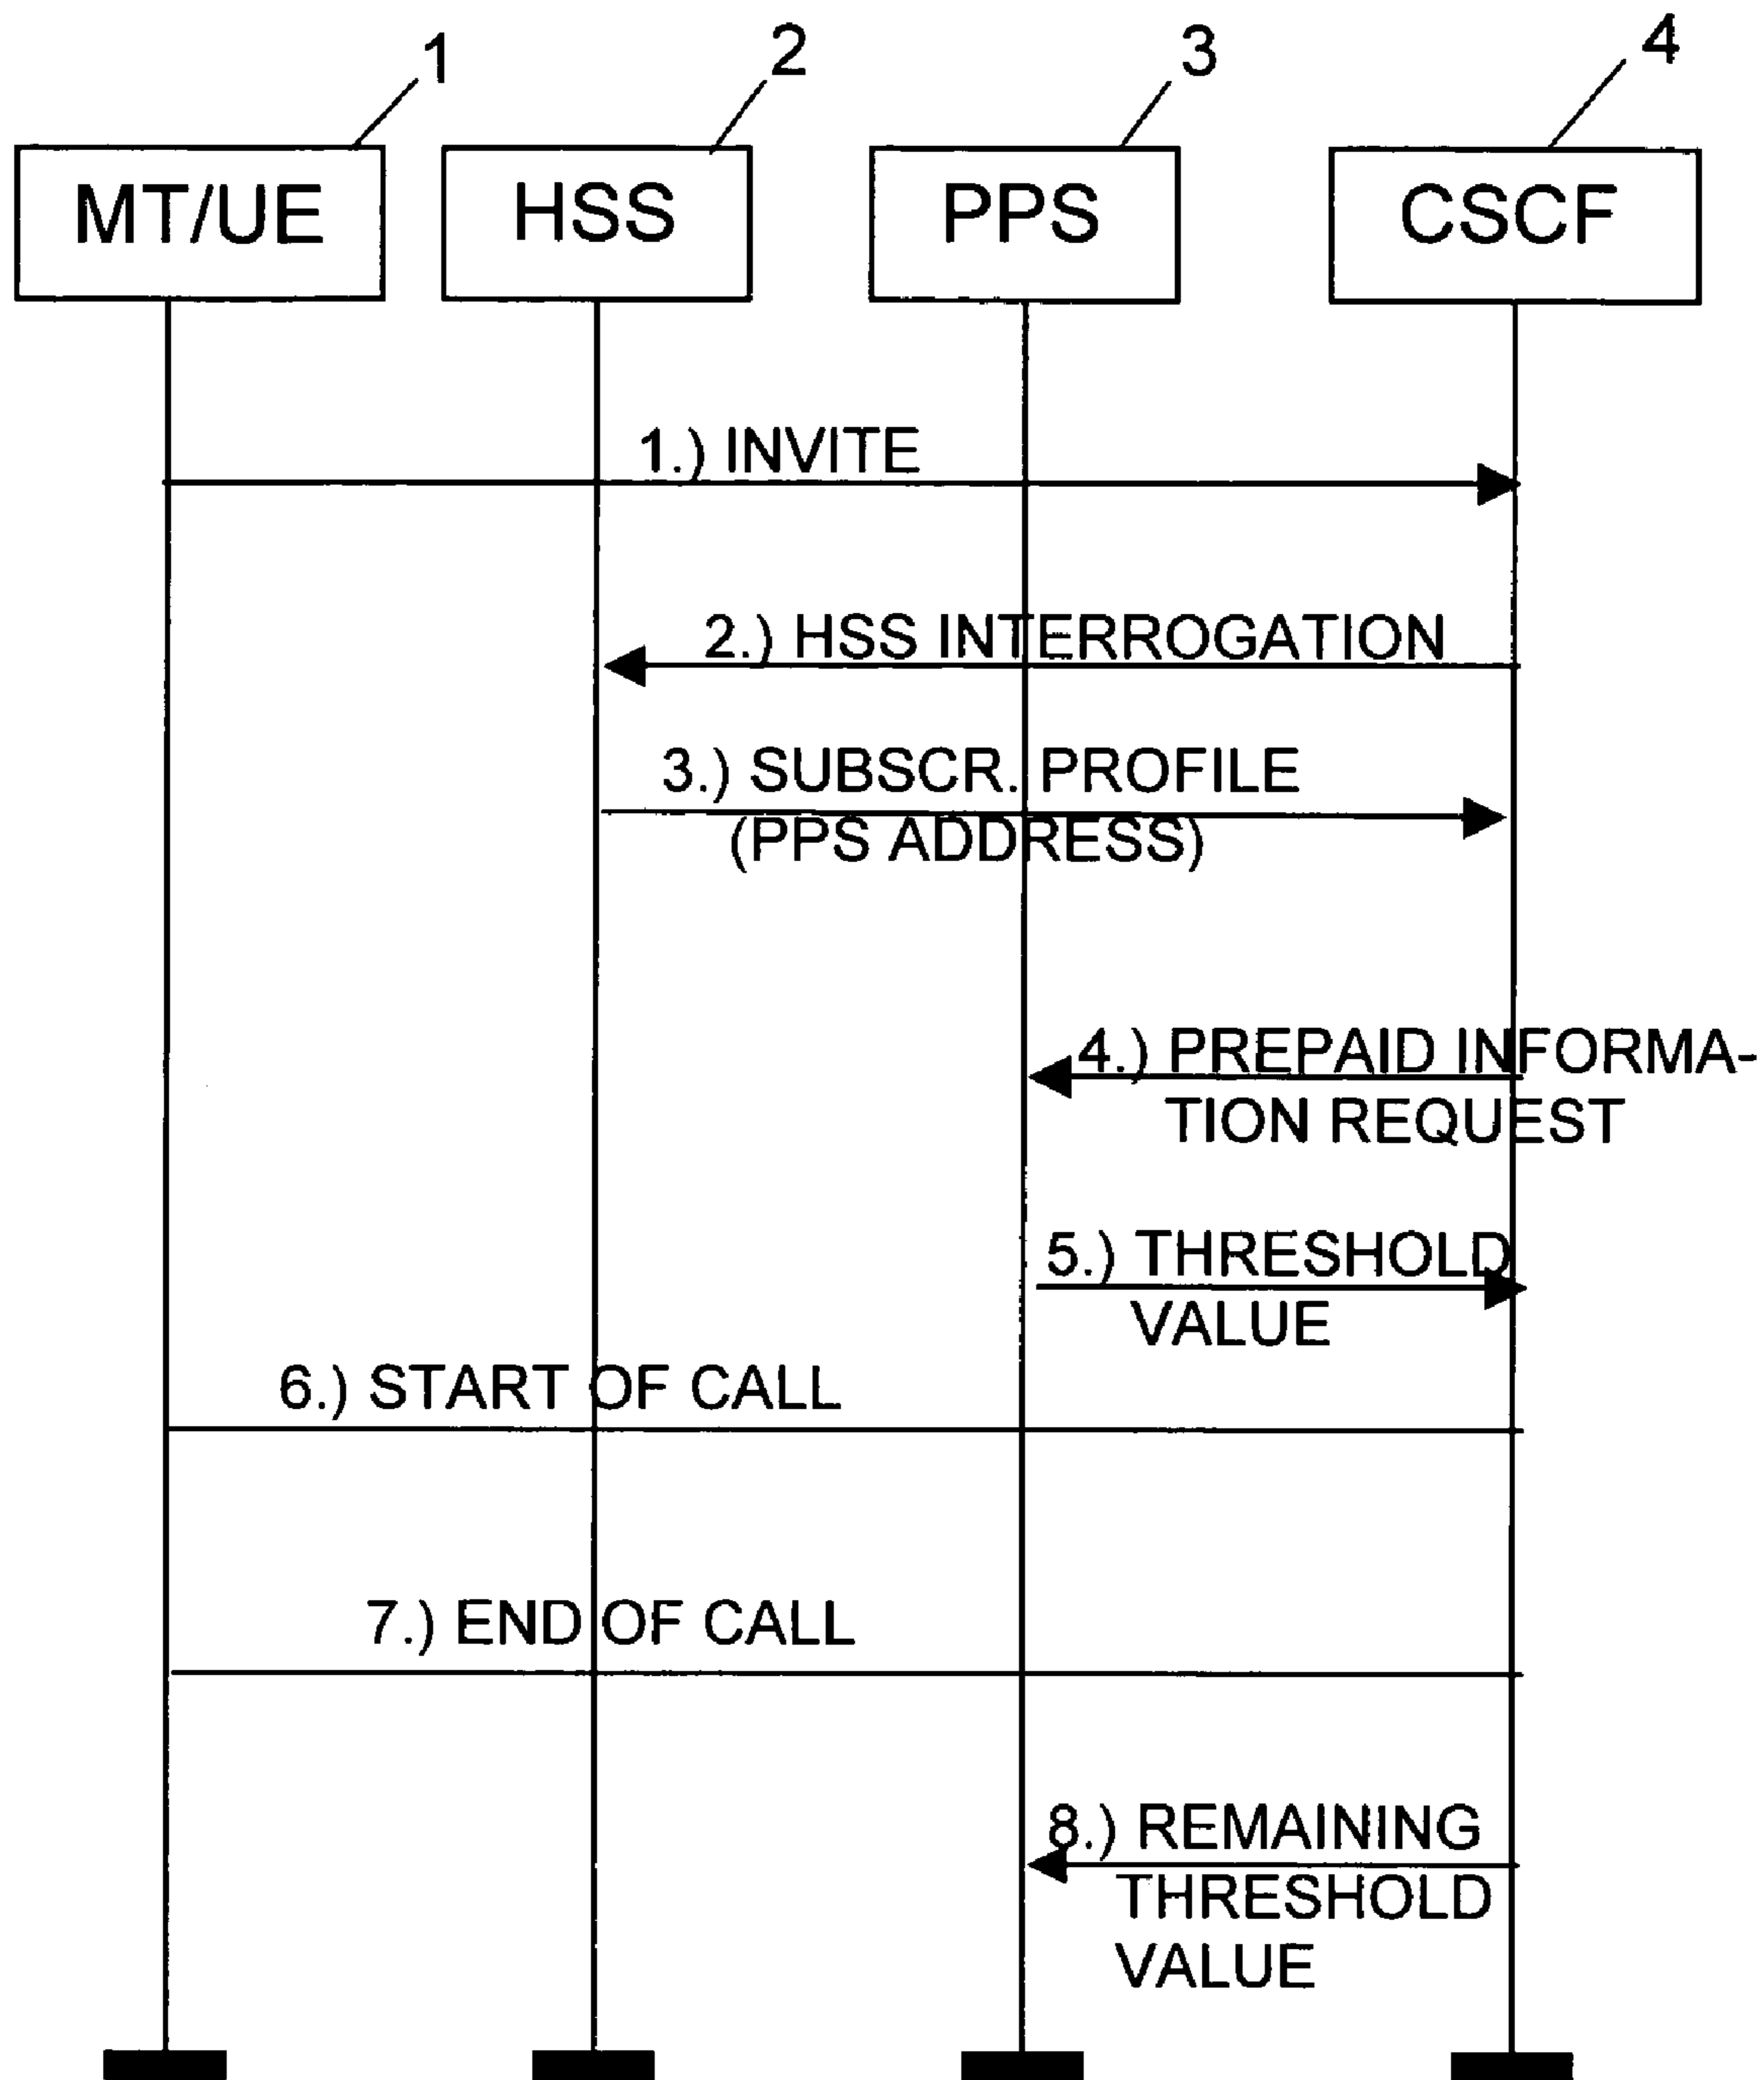 1 2 3 4
MT/UE HSS PPS CSCF
1.) INVITE
2.) HSS INTERROGATION
3.) SUBSCR. PROFILE
(PPS ADDRESS)
4.) PREPAID INFORMA-
TION REQUEST
5.) THRESHOLD
VALUE
6.) START OF CALL
7.) END OF CALL
8.) REMAINING
THRESHOLD
VALUE